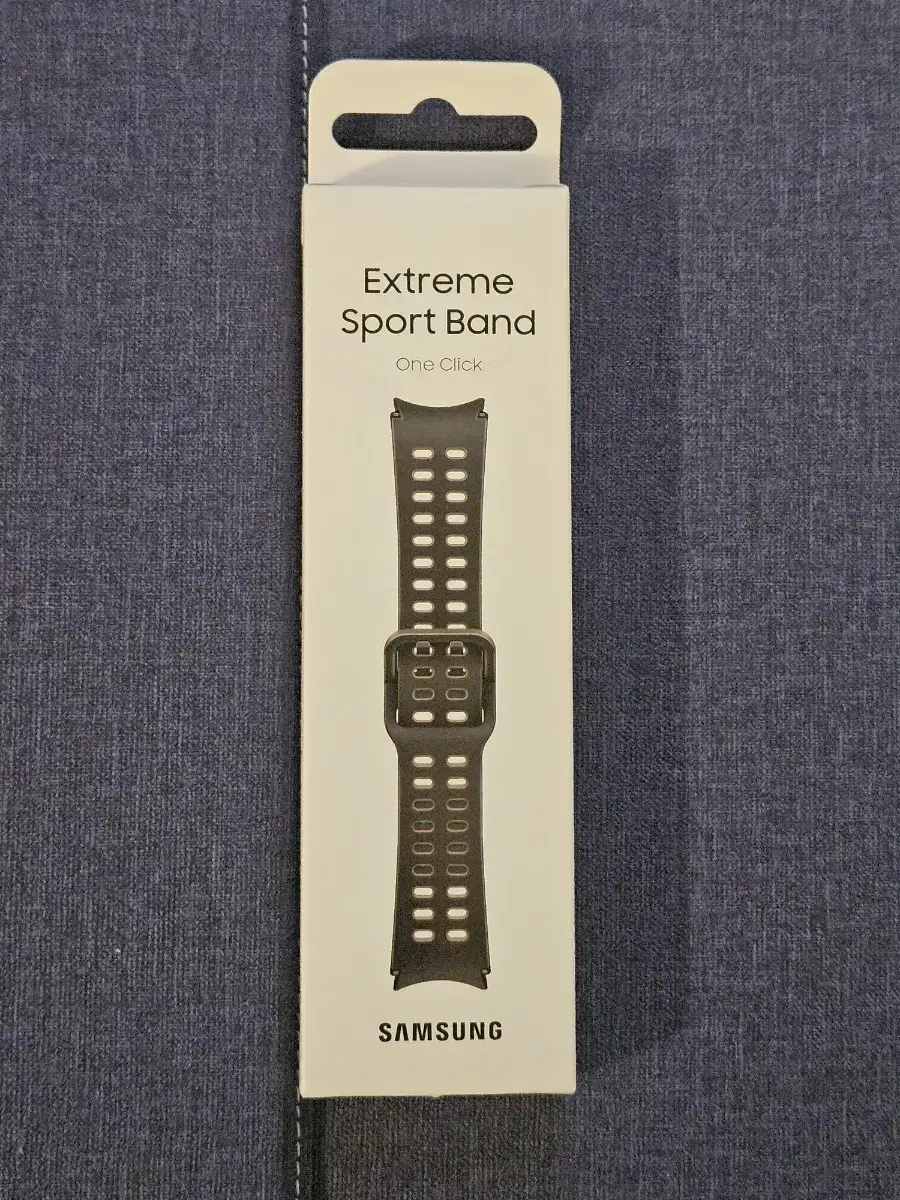 Extreme
Sport Band
One Click
SAMSUNG